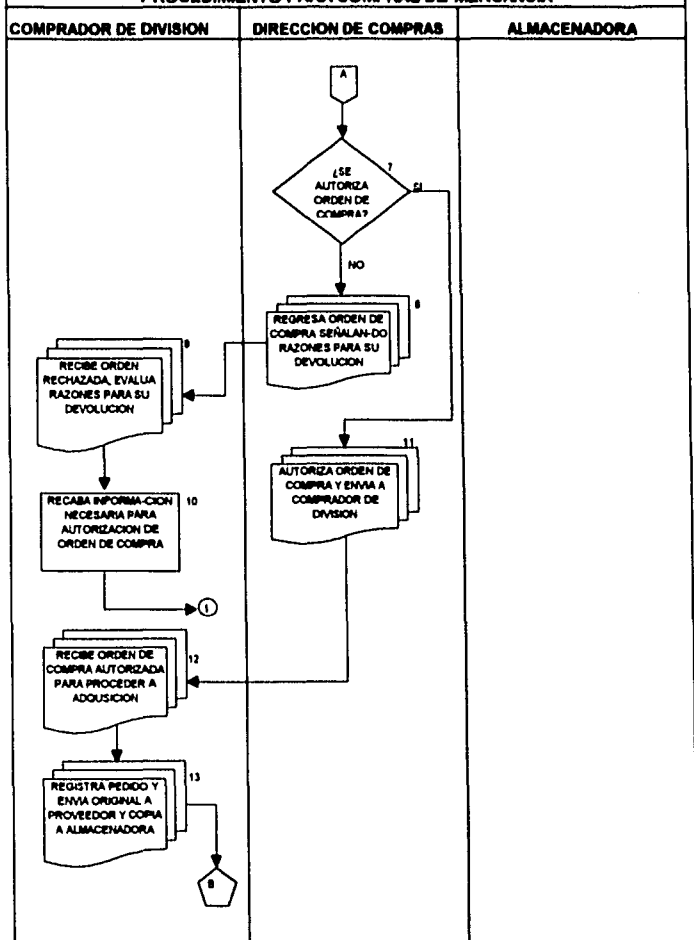 COMPRADOR DE DIVISION
DIRECCION DE COMPRAS
ALMACENADORA
A
¿SE
AUTORIZA
ORDEN DE
COMPRA?
7
SI
NO
REGRESA ORDEN DE
COMPRA SEÑALAN-DO
RAZONES PARA SU
DEVOLUCION
8
RECIBE ORDEN
RECHAZADA, EVALUA
RAZONES PARA SU
DEVOLUCION
9
RECABA INFORMA-CION
NECESARIA PARA
AUTORIZACION DE
ORDEN DE COMPRA
10
1
AUTORIZA ORDEN DE
COMPRA Y ENVIA A
COMPRADOR DE
DIVISION
11
RECIBE ORDEN DE
COMPRA AUTORIZADA
PARA PROCEDER A
ADQUSICION
12
REGISTRA PEDIDO Y
ENVIA ORIGINAL A
PROVEEDOR Y COPIA
A ALMACENADORA
13
B